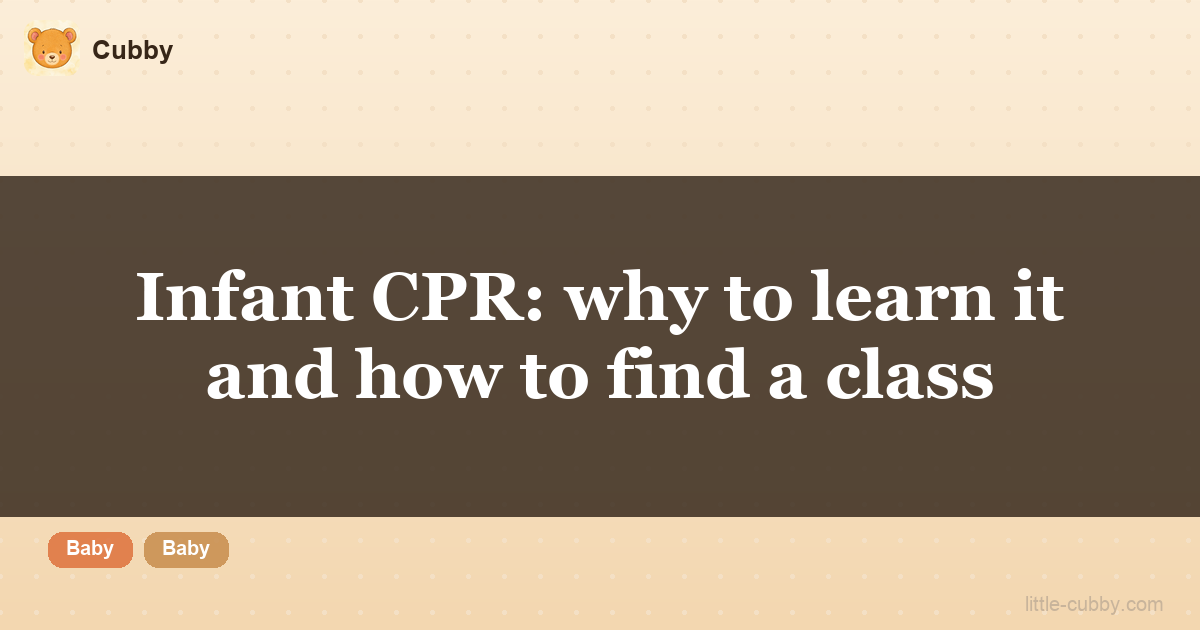 Cubby
Infant CPR: why to learn it
and how to find a class
Baby
Baby
little-cubby.com